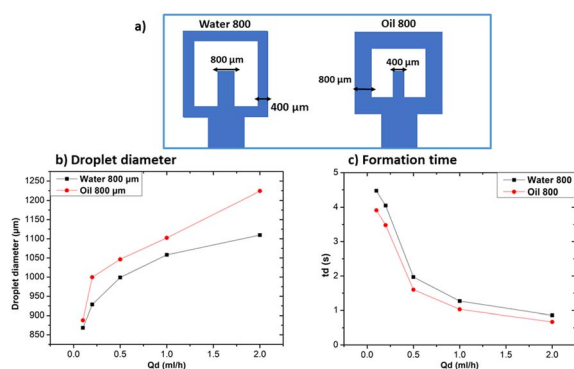 a)
Water 800
Oil 800
800 µm
400 µm
800 µm
400 µm
b) Droplet diameter
Water 800 µm
Oil 800 µm
Droplet diameter (µm)
1250
1200
1150
1100
1050
1000
950
900
850
0.0 0.5 1.0 1.5 2.0
Qd (ml/h)
c) Formation time
Water 800
Oil 800
td (s)
5
4
3
2
1
0
0.0 0.5 1.0 1.5 2.0
Qd (ml/h)